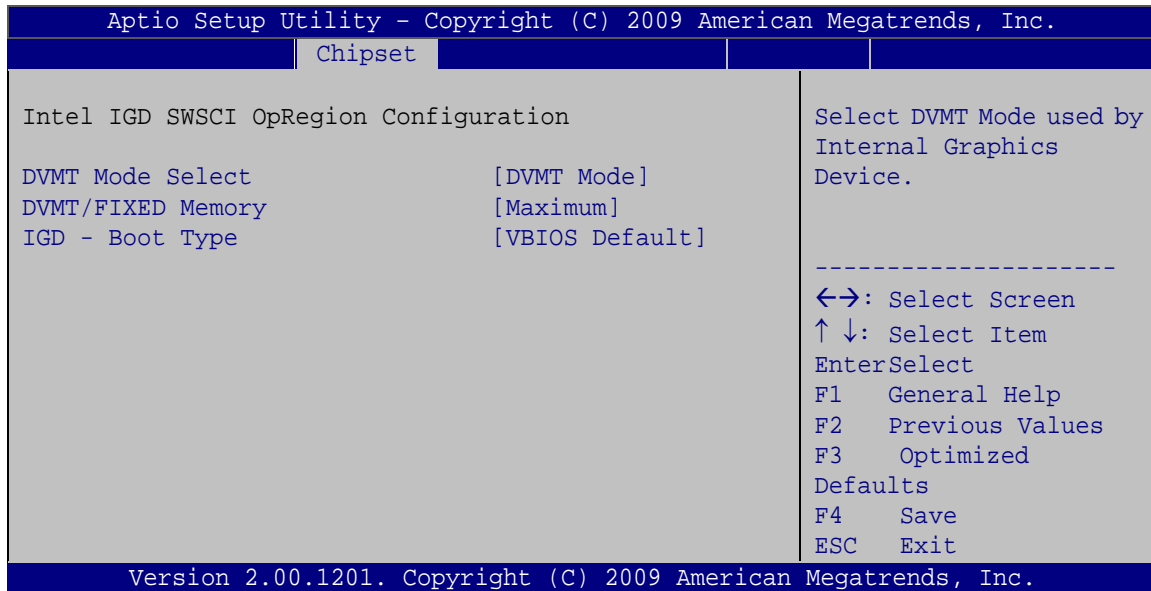 Aptio Setup Utility – Copyright (C) 2009 American Megatrends, Inc.
Chipset
Intel IGD SWSCI OpRegion Configuration
DVMT Mode Select [DVMT Mode]
DVMT/FIXED Memory [Maximum]
IGD - Boot Type [VBIOS Default]
Select DVMT Mode used by
Internal Graphics
Device.
---------------------
←→: Select Screen
↑ ↓: Select Item
EnterSelect
F1 General Help
F2 Previous Values
F3 Optimized
Defaults
F4 Save
ESC Exit
Version 2.00.1201. Copyright (C) 2009 American Megatrends, Inc.